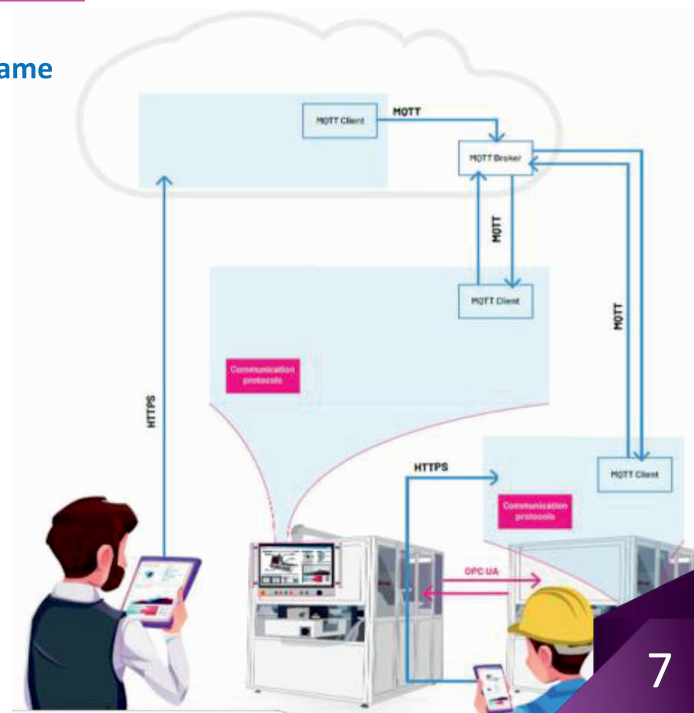 ame
MQTT Client
MQTT
MQTT Broker
MQTT
MQTT Client
MQTT
Communication
protocols
HTTPS
HTTPS
MQTT Client
Communication
protocols
OPC UA
7